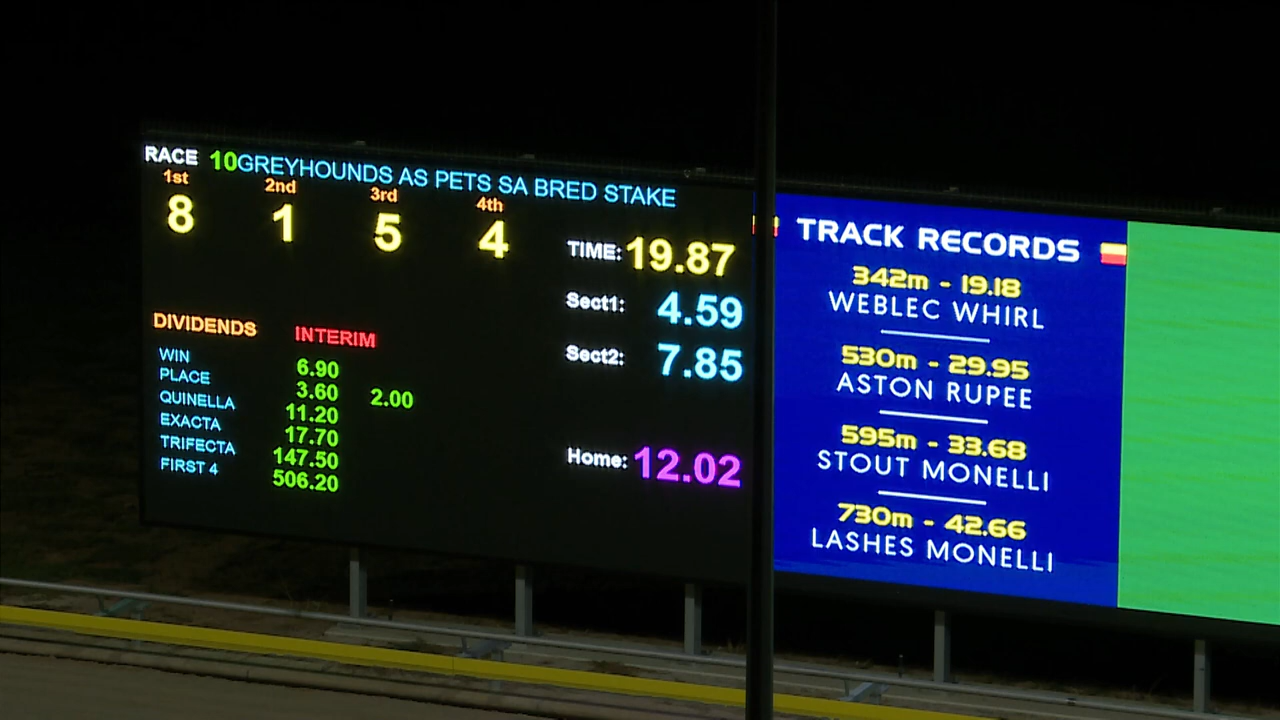 RACE 10GREYHOUNDS AS PETS SA BRED STAKE
1st 2nd 3rd 4th
8 1 5 4
TIME: 19.87
Sect1: 4.59
Sect2: 7.85
Home: 12.02
DIVIDENDS INTERIM
WIN 6.90
PLACE 3.60 2.00
QUINELLA 11.20
EXACTA 17.70
TRIFECTA 147.50
FIRST 4 506.20
TRACK RECORDS
342m - 19.18
WEBLEC WHIRL
530m - 29.95
ASTON RUPEE
595m - 33.68
STOUT MONELLI
730m - 42.66
LASHES MONELLI